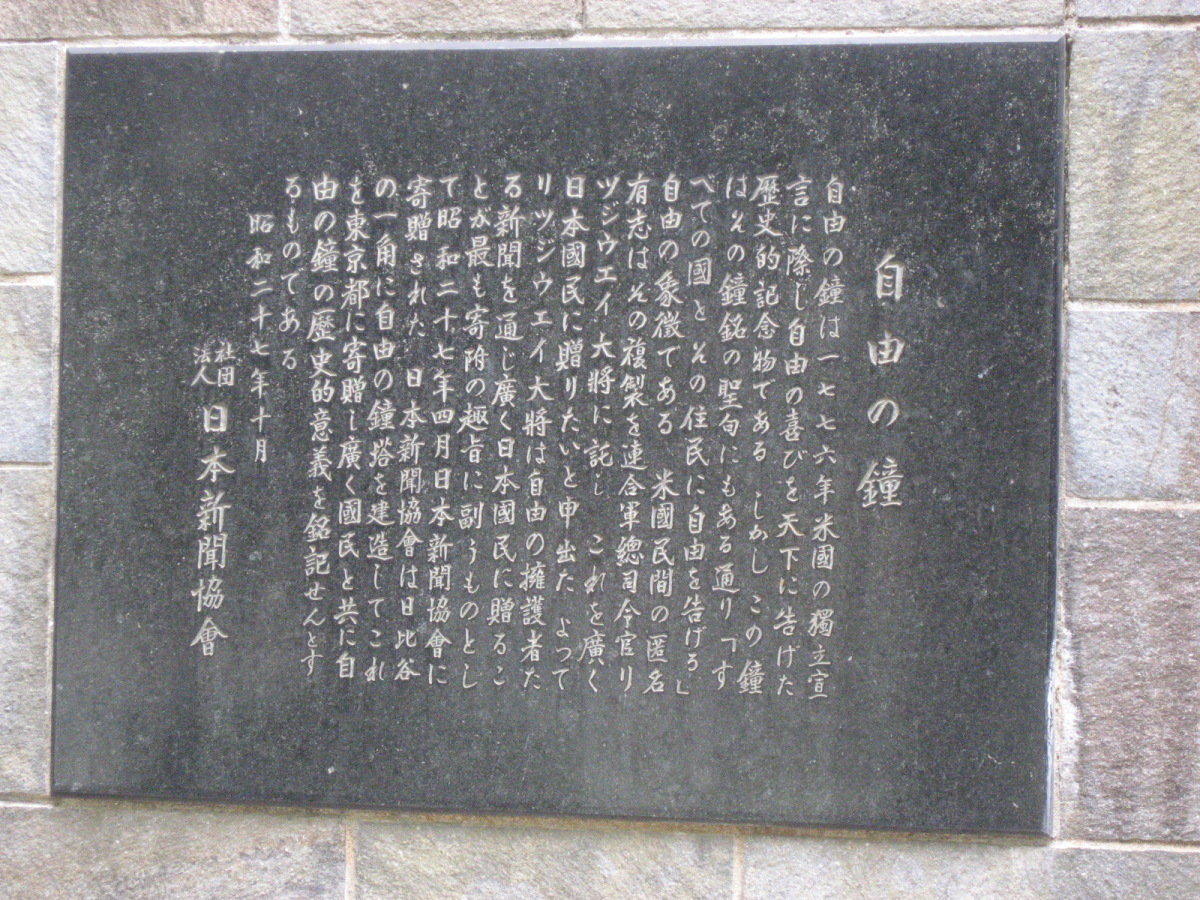 自由の鐘
自由の鐘は一七七六年米國の獨立宣
言に際し自由の喜びを天下に告げた
歷史的記念物である しかし この鐘
は その鐘銘の聖句にもある通り「す
べての國と その住民に自由を告げる」
自由の象徵である 米國民間の匿名
有志は その複製を連合軍總司令官リ
ツジウエイ大將に託し これを廣く
日本國民に贈りたいと申出た よって
リツジウエイ大將は自由の擁護者た
る新聞を通じ廣く日本國民に贈るこ
とが最も寄附の趣旨に副うものとし
て昭和二十七年四月日本新聞協會に
寄贈された 日本新聞協會は日比谷
の一角に自由の鐘塔を建造してこれ
を東京都に寄贈し廣く國民と共に自
由の鐘の歷史的意義を銘記せんとす
るものである
昭和二十七年十月
社団法人 日本新聞協會